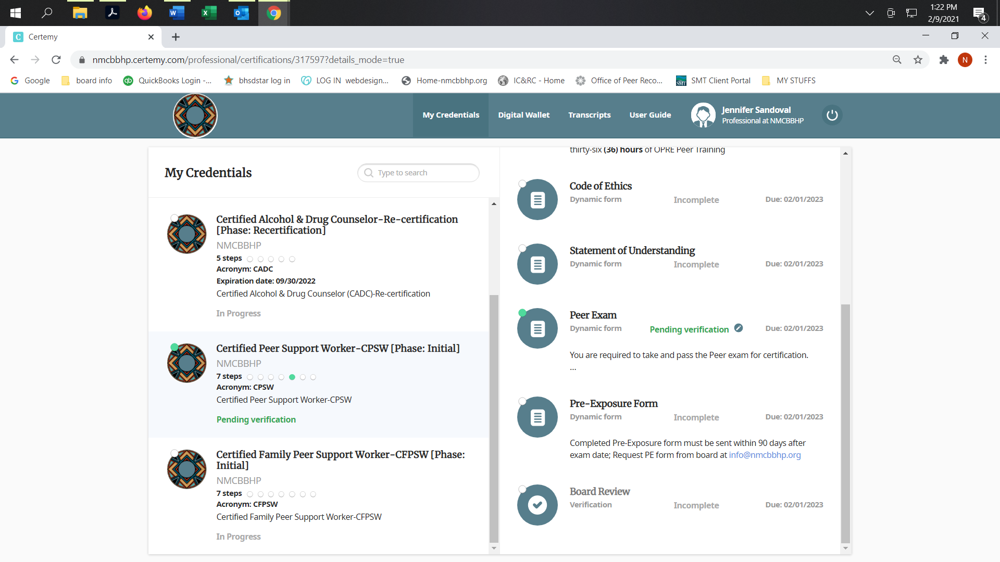 1:22 PM
2/9/2021
4
C Certemy
nmcbbhp.certemy.com/professional/certifications/317597?details_mode=true
N
Google
board info
qb QuickBooks Login -...
bhsdstar log in
LOG IN webdesign...
Home-nmcbbhp.org
IC&RC - Home
Office of Peer Reco...
SMT SMT Client Portal
MY STUFFS
My Credentials
Digital Wallet
Transcripts
User Guide
Jennifer Sandoval
Professional at NMCBBHP
My Credentials
Type to search
Certified Alcohol & Drug Counselor-Re-certification
[Phase: Recertification]
NMCBBHP
5 steps
Acronym: CADC
Expiration date: 09/30/2022
Certified Alcohol & Drug Counselor (CADC)-Re-certification
In Progress
Certified Peer Support Worker-CPSW [Phase: Initial]
NMCBBHP
7 steps
Acronym: CPSW
Certified Peer Support Worker-CPSW
Pending verification
Certified Family Peer Support Worker-CFPSW [Phase:
Initial]
NMCBBHP
7 steps
Acronym: CFPSW
Certified Family Peer Support Worker-CFPSW
In Progress
thirty-six (36) hours of OPRE Peer Training
Code of Ethics
Dynamic form Incomplete Due: 02/01/2023
Statement of Understanding
Dynamic form Incomplete Due: 02/01/2023
Peer Exam
Dynamic form Pending verification Due: 02/01/2023
You are required to take and pass the Peer exam for certification.
...
Pre-Exposure Form
Dynamic form Incomplete Due: 02/01/2023
Completed Pre-Exposure form must be sent within 90 days after
exam date; Request PE form from board at info@nmcbbhp.org
Board Review
Verification Incomplete Due: 02/01/2023